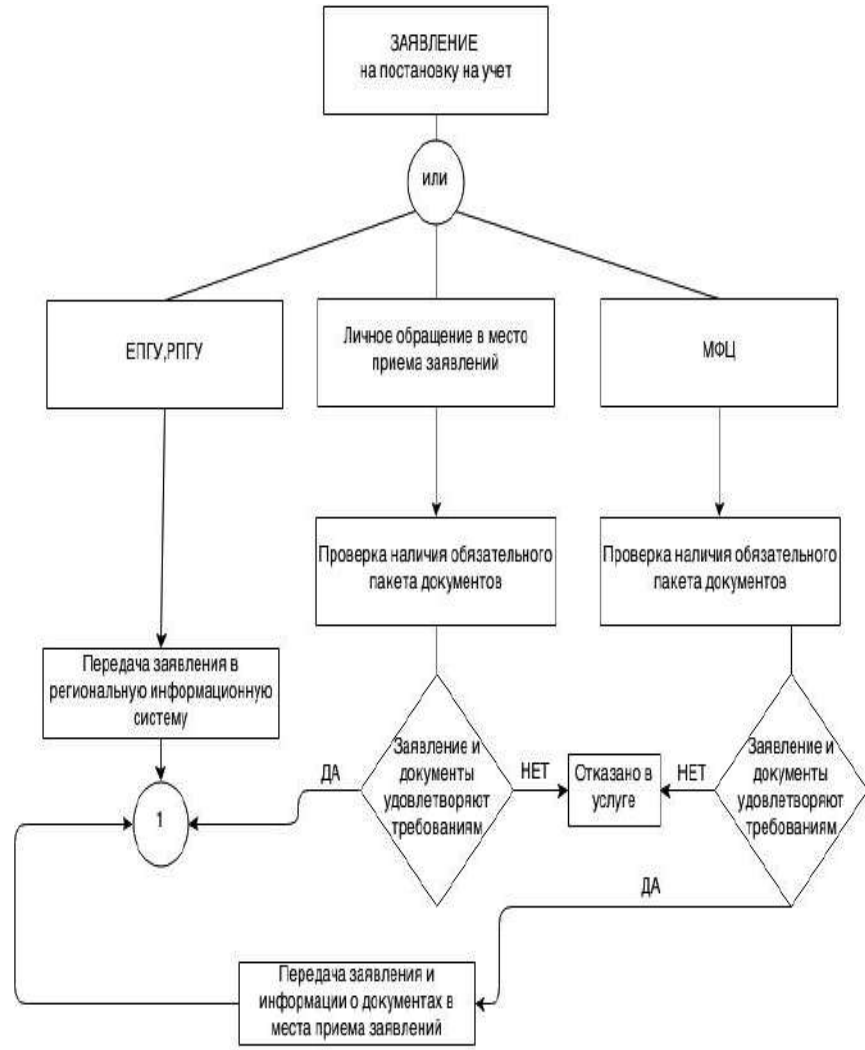 ЗАЯВЛЕНИЕ
на постановку на учет
или
ЕПГУ,РПГУ
Личное обращение в место
приема заявлений
МФЦ
Проверка наличия обязательного
пакета документов
Проверка наличия обязательного
пакета документов
Передача заявления в
региональную информационную
систему
ДА
Заявление и
документы
удовлетворяют
требованиям
НЕТ
Отказано в
услуге
НЕТ
Заявление и
документы
удовлетворяют
требованиям
1
ДА
Передача заявления и
информации о документах в
места приема заявлений